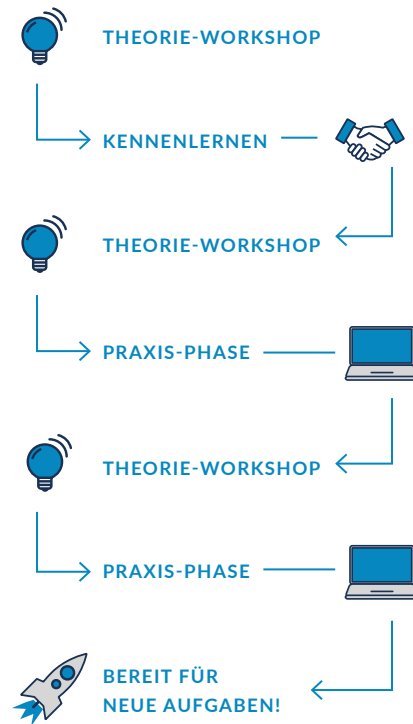 THEORIE-WORKSHOP
KENNENLERNEN
THEORIE-WORKSHOP
PRAXIS-PHASE
THEORIE-WORKSHOP
PRAXIS-PHASE
BEREIT FÜR
NEUE AUFGABEN!